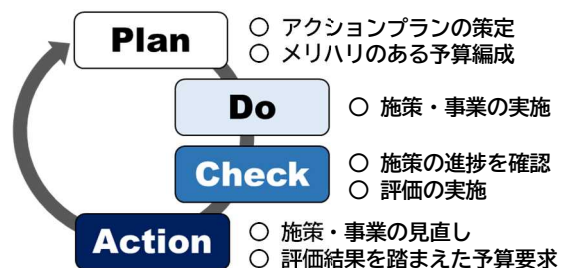 Plan
○ アクションプランの策定
○ メリハリのある予算編成
Do
○ 施策・事業の実施
Check
○ 施策の進捗を確認
○ 評価の実施
Action
○ 施策・事業の見直し
○ 評価結果を踏まえた予算要求